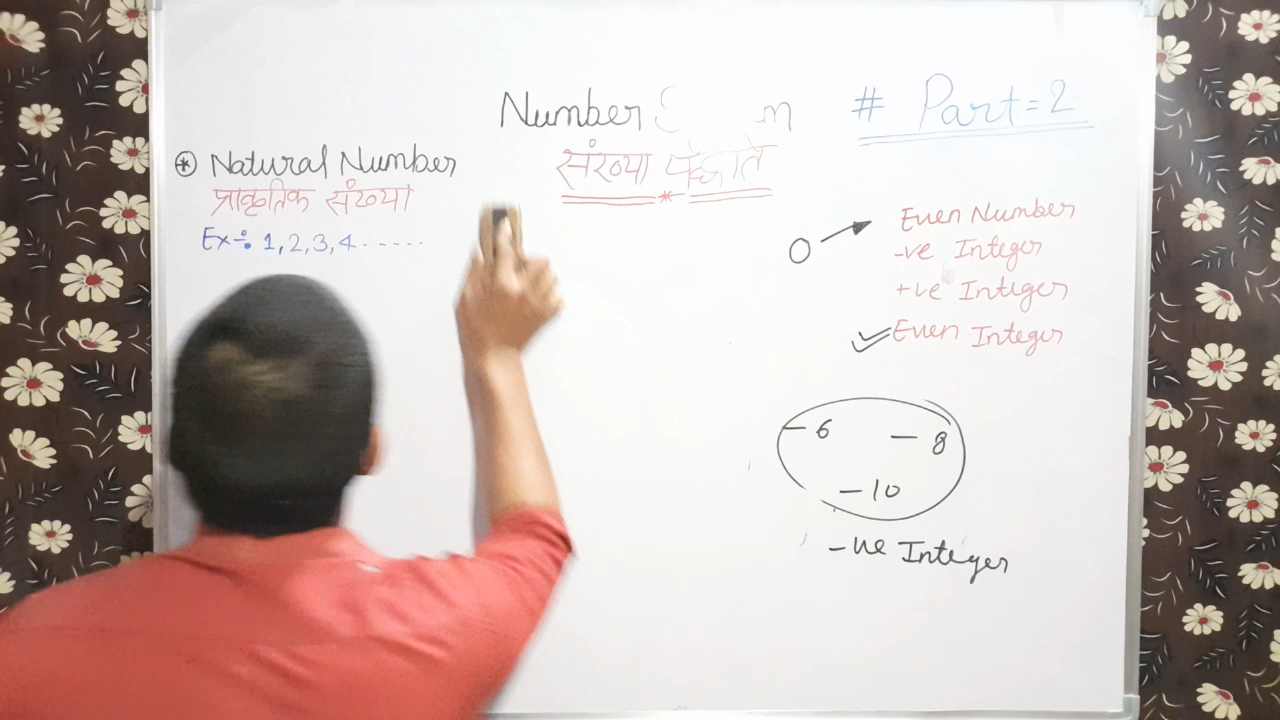 Number
# Part=2
संख्या पद्धति
*
⊛ Natural Number
प्राकृतिक संख्या
Ex÷ 1,2,3,4------
0
Even Number
-ve Integer
+ve Integer
Even Integer
-6 -8
-10
-ve Integer